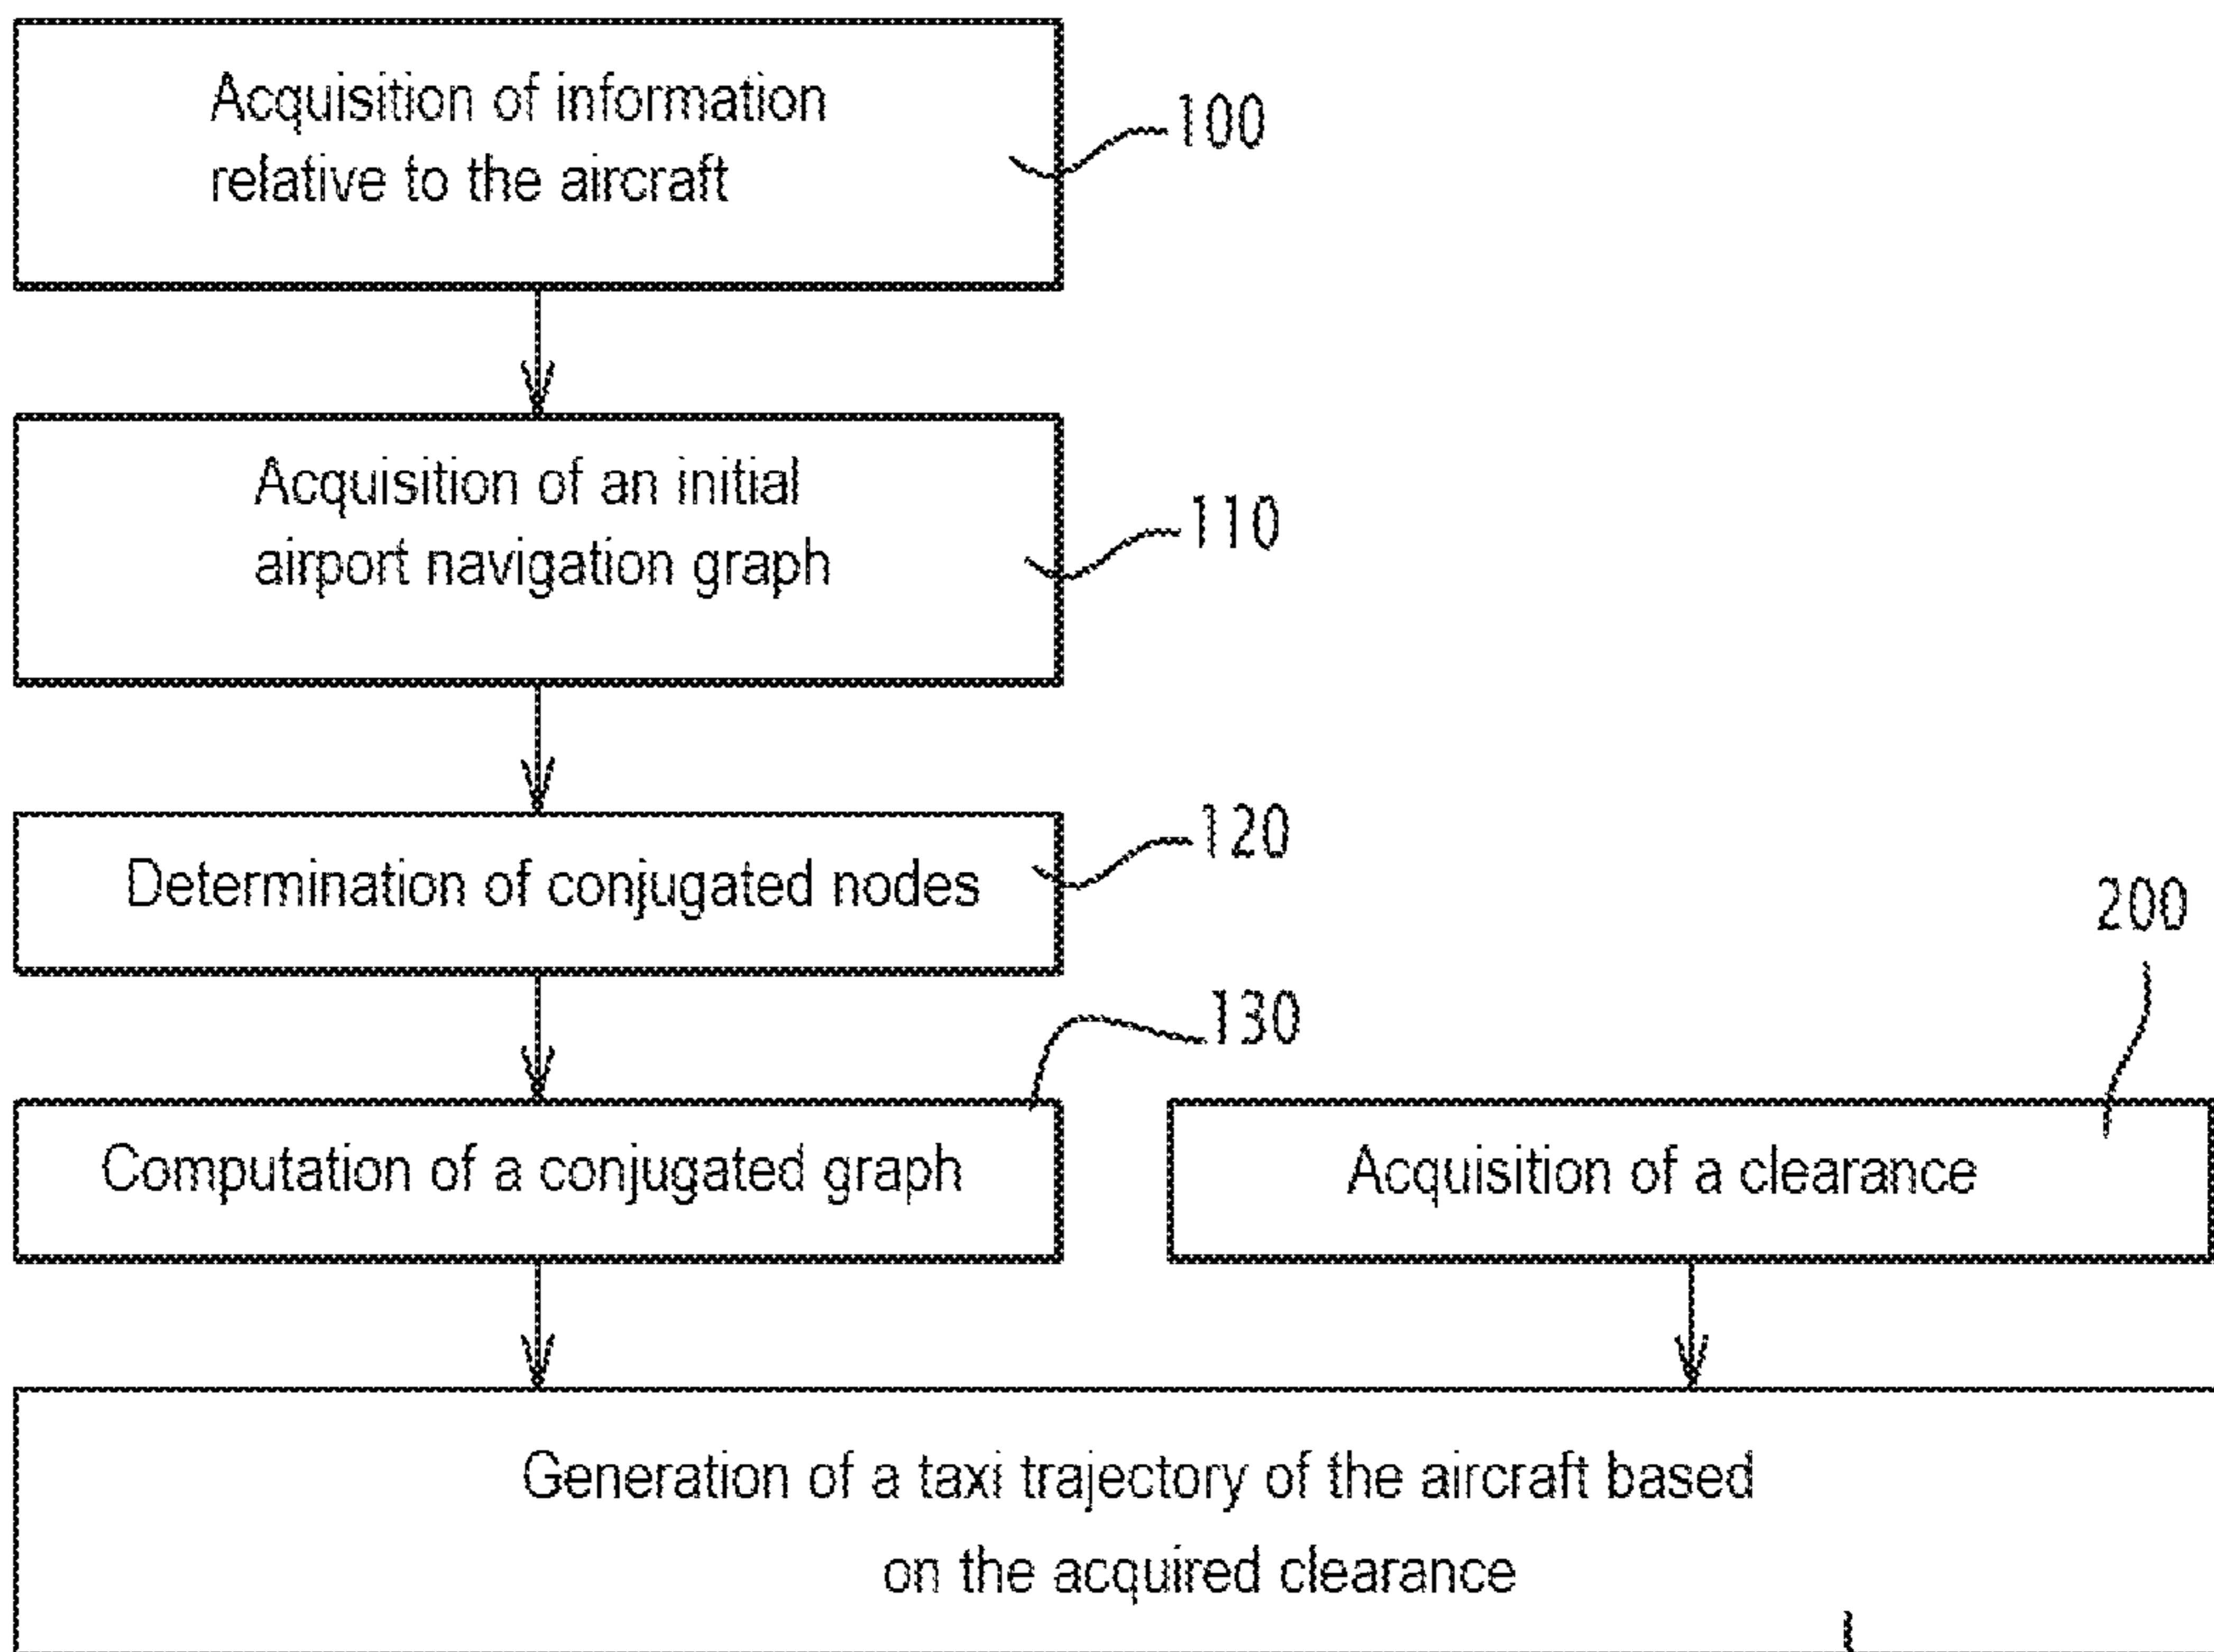 Acquisition of information
relative to the aircraft
100
Acquisition of an initial
airport navigation graph
110
Determination of conjugated nodes
120
200
130
Computation of a conjugated graph
Acquisition of a clearance
Generation of a taxi trajectory of the aircraft based
on the acquired clearance